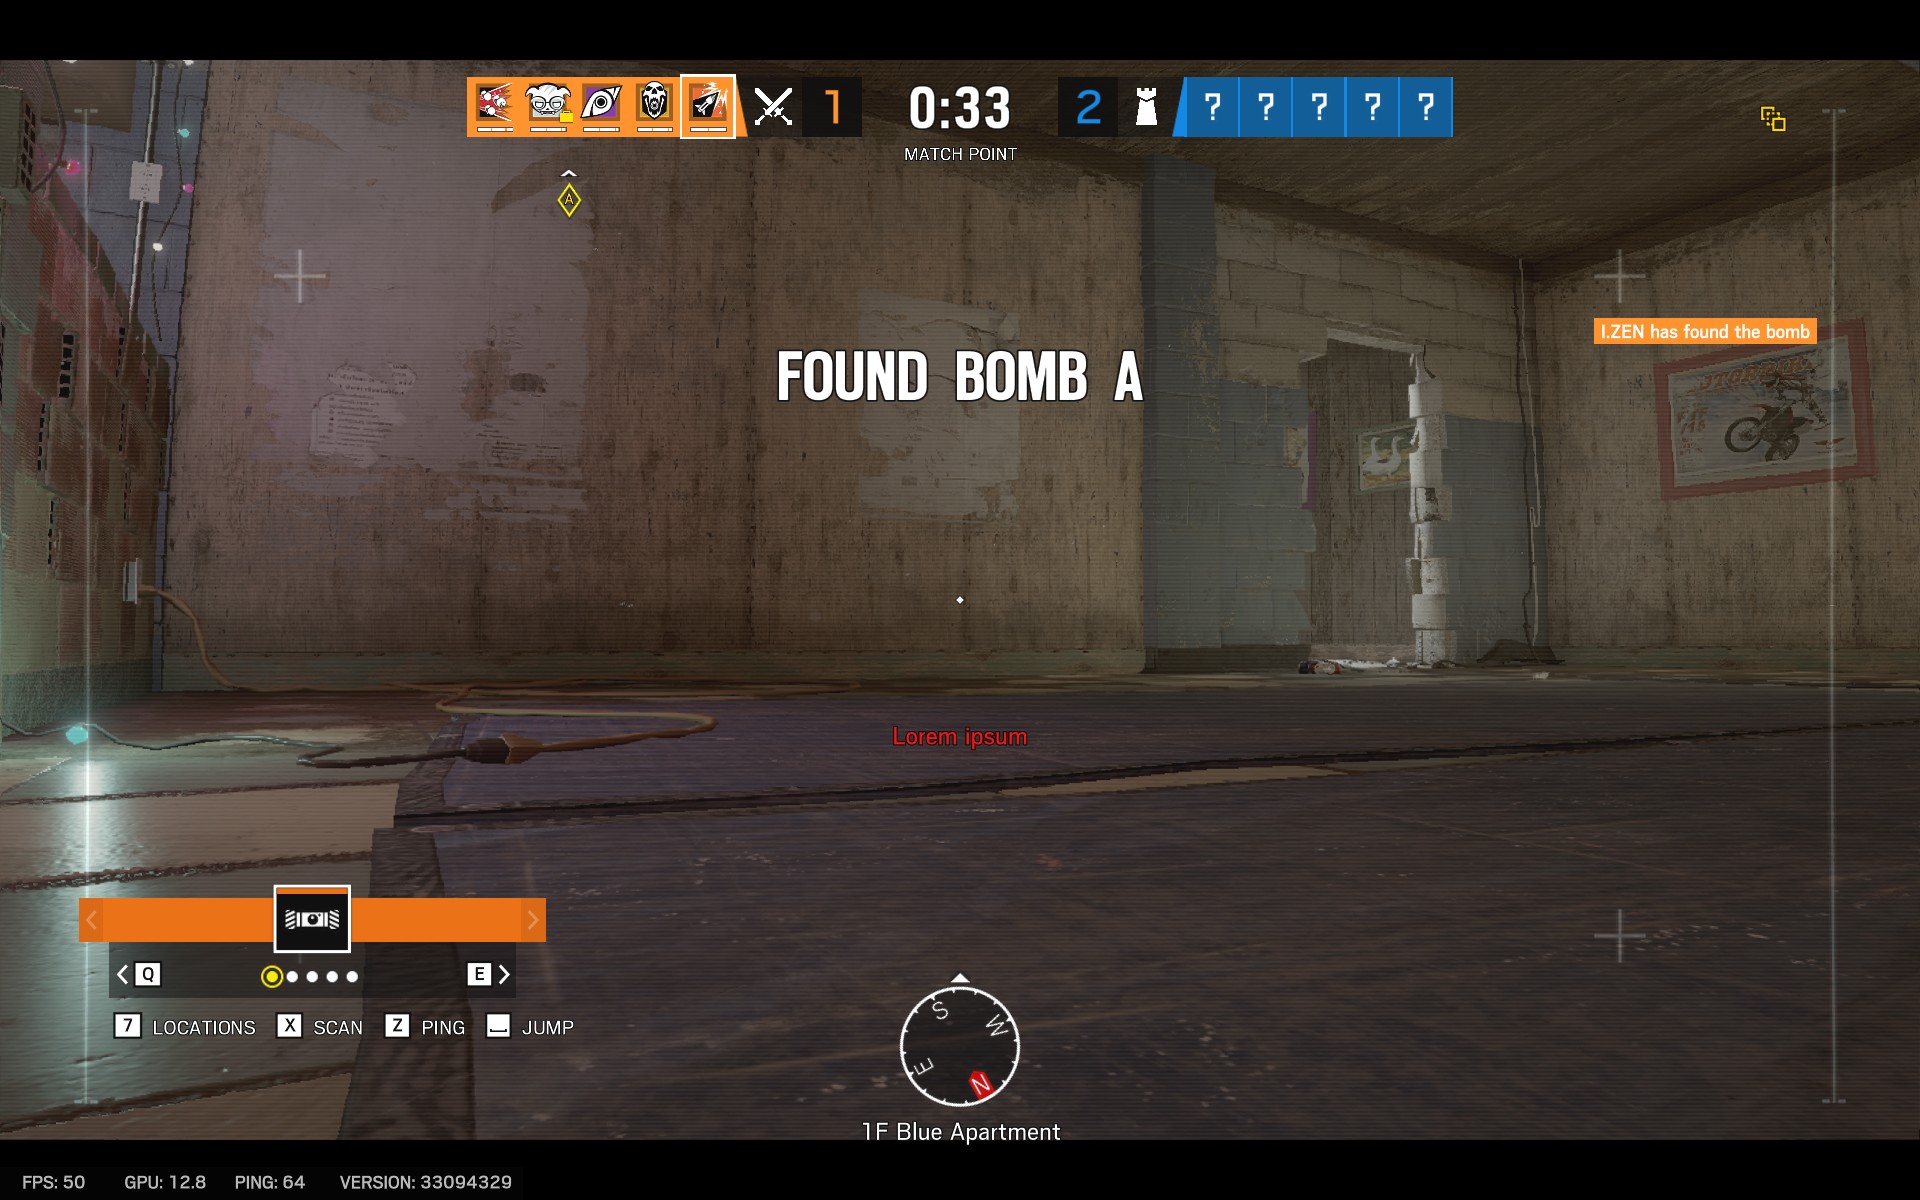 1
0:33
2
? ? ? ? ?
MATCH POINT
A
I.ZEN has found the bomb
FOUND BOMB A
Lorem ipsum
Q
E
7 LOCATIONS X SCAN Z PING JUMP
S
W
E
N
1F Blue Apartment
FPS: 50 GPU: 12.8 PING: 64 VERSION: 33094329